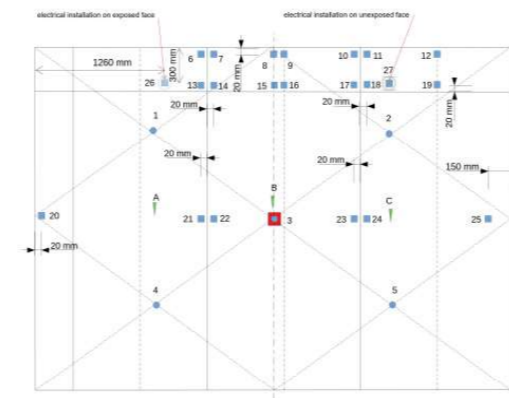 electrical installation on exposed face
electrical installation on unexposed face
6 7 8 9 10 11 12
1260 mm
300 mm
20 mm
27
26 13 14 15 16 17 18 19
20 mm
20 mm
20 mm
1 2
20 mm
20 mm
150 mm
A B C
20 21 22 3 23 24 25
20 mm
4 5